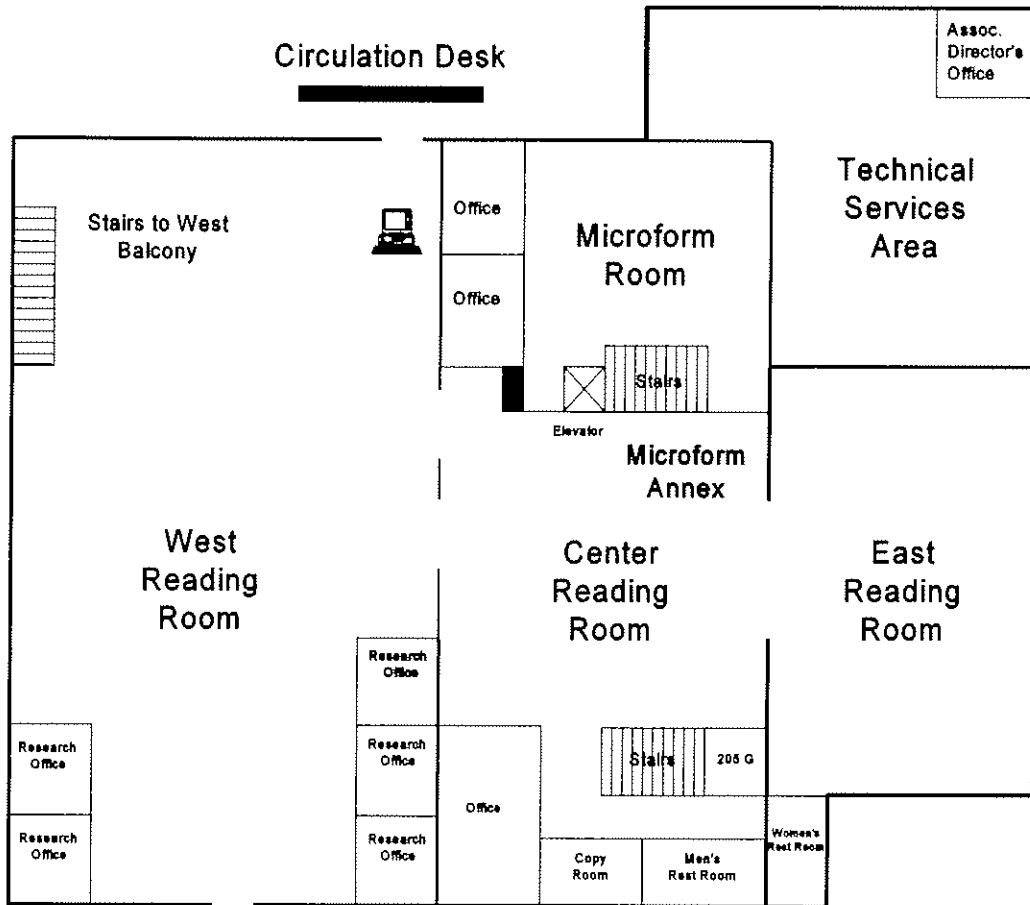 Circulation Desk
Assoc.
Director's
Office
Technical
Services
Area
Stairs to West
Balcony
Office
Microform
Room
Office
Stairs
Elevator
Microform
Annex
West
Reading
Room
Center
Reading
Room
East
Reading
Room
Research
Office
Research
Office
Research
Office
Stairs
205 G
Office
Research
Office
Research
Office
Copy
Room
Men's
Rest Room
Women's
Rest Room